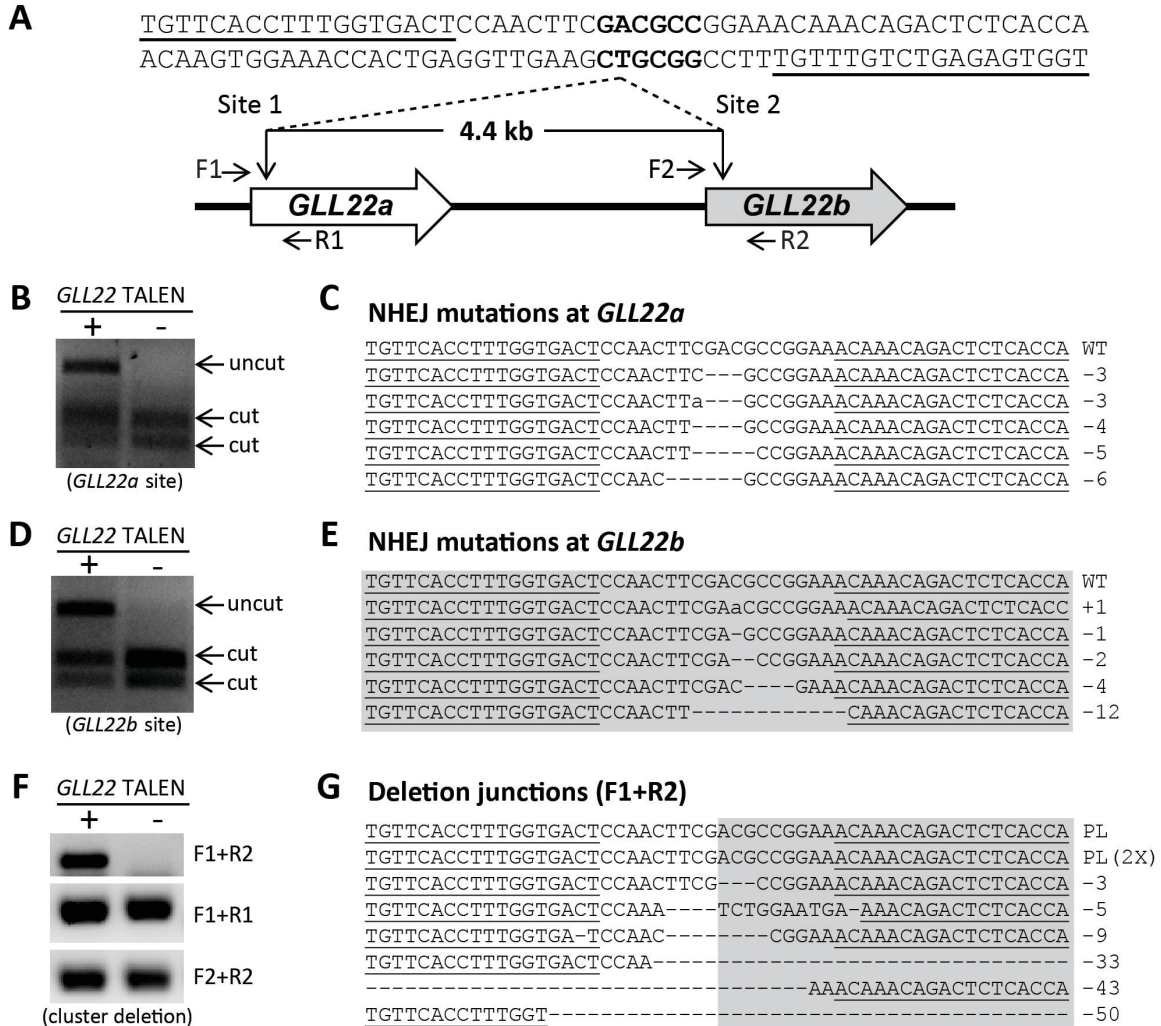 A
TGTTCACCTTTGGTGACTCCAACTTCGACGCCGGAAACAAACAGACTCTCACCA
ACAAGTGGAAACCACTGAGGTTGAAGCTGCGGCCTTTGTTTGTCTGAGAGTGGT
Site 1
Site 2
4.4 kb
F1
F2
GLL22a
GLL22b
R1
R2
B
GLL22 TALEN
+ -
uncut
cut
cut
(GLL22a site)
C NHEJ mutations at GLL22a
TGTTCACCTTTGGTGACTCCAACTTCGACGCCGGAAACAAACAGACTCTCACCA WT
TGTTCACCTTTGGTGACTCCAACTTC---GCCGGAAACAAACAGACTCTCACCA -3
TGTTCACCTTTGGTGACTCCAACTTa---GCCGGAAACAAACAGACTCTCACCA -3
TGTTCACCTTTGGTGACTCCAACTT----GCCGGAAACAAACAGACTCTCACCA -4
TGTTCACCTTTGGTGACTCCAACTT-----CCGGAAACAAACAGACTCTCACCA -5
TGTTCACCTTTGGTGACTCCAAC------GCCGGAAACAAACAGACTCTCACCA -6
D
GLL22 TALEN
+ -
uncut
cut
cut
(GLL22b site)
E NHEJ mutations at GLL22b
TGTTCACCTTTGGTGACTCCAACTTCGACGCCGGAAACAAACAGACTCTCACCA WT
TGTTCACCTTTGGTGACTCCAACTTCGAaCGCCGGAAACAAACAGACTCTCACC +1
TGTTCACCTTTGGTGACTCCAACTTCGA-GCCGGAAACAAACAGACTCTCACCA -1
TGTTCACCTTTGGTGACTCCAACTTCGA--CCGGAAACAAACAGACTCTCACCA -2
TGTTCACCTTTGGTGACTCCAACTTCGAC----GAAACAAACAGACTCTCACCA -4
TGTTCACCTTTGGTGACTCCAACTT------------CAAACAGACTCTCACCA -12
F
GLL22 TALEN
+ -
F1+R2
F1+R1
F2+R2
(cluster deletion)
G Deletion junctions (F1+R2)
TGTTCACCTTTGGTGACTCCAACTTCGACGCCGGAAACAAACAGACTCTCACCA PL
TGTTCACCTTTGGTGACTCCAACTTCGACGCCGGAAACAAACAGACTCTCACCA PL(2X)
TGTTCACCTTTGGTGACTCCAACTTCG---CCGGAAACAAACAGACTCTCACCA -3
TGTTCACCTTTGGTGACTCCAAA----TCTGGAATGA-AAACAGACTCTCACCA -5
TGTTCACCTTTGGTGA-TCCAAC--------CGGAAACAAACAGACTCTCACCA -9
TGTTCACCTTTGGTGACTCCAA-------------------------------- -33
----------------------------------AAACAAACAGACTCTCACCA -43
TGTTCACCTTTGGT---------------------------------------- -50